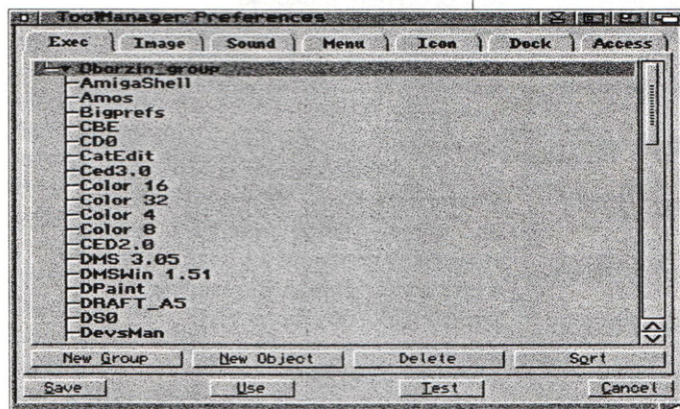 ToolManager Preferences
Exec Image Sound Menu Icon Dock Access
Oborzin_group
AmigaShell
Amos
Bigprefs
CBE
CD0
CatEdit
Ced3.0
Color 16
Color 32
Color 4
Color 8
CED2.0
DMS 3.05
DMSWin 1.51
DPaint
DRAFT_A5
DS0
DevsMan
New Group New Object Delete Sort
Save Use Test Cancel